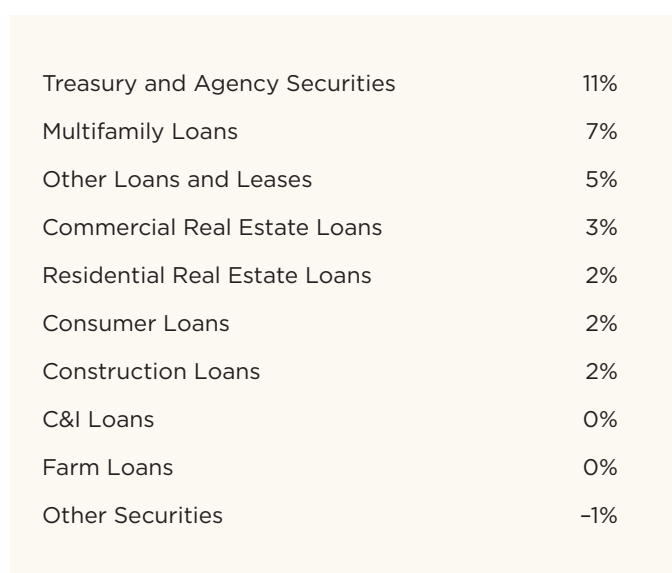 Treasury and Agency Securities 11%
Multifamily Loans 7%
Other Loans and Leases 5%
Commercial Real Estate Loans 3%
Residential Real Estate Loans 2%
Consumer Loans 2%
Construction Loans 2%
C&I Loans 0%
Farm Loans 0%
Other Securities –1%